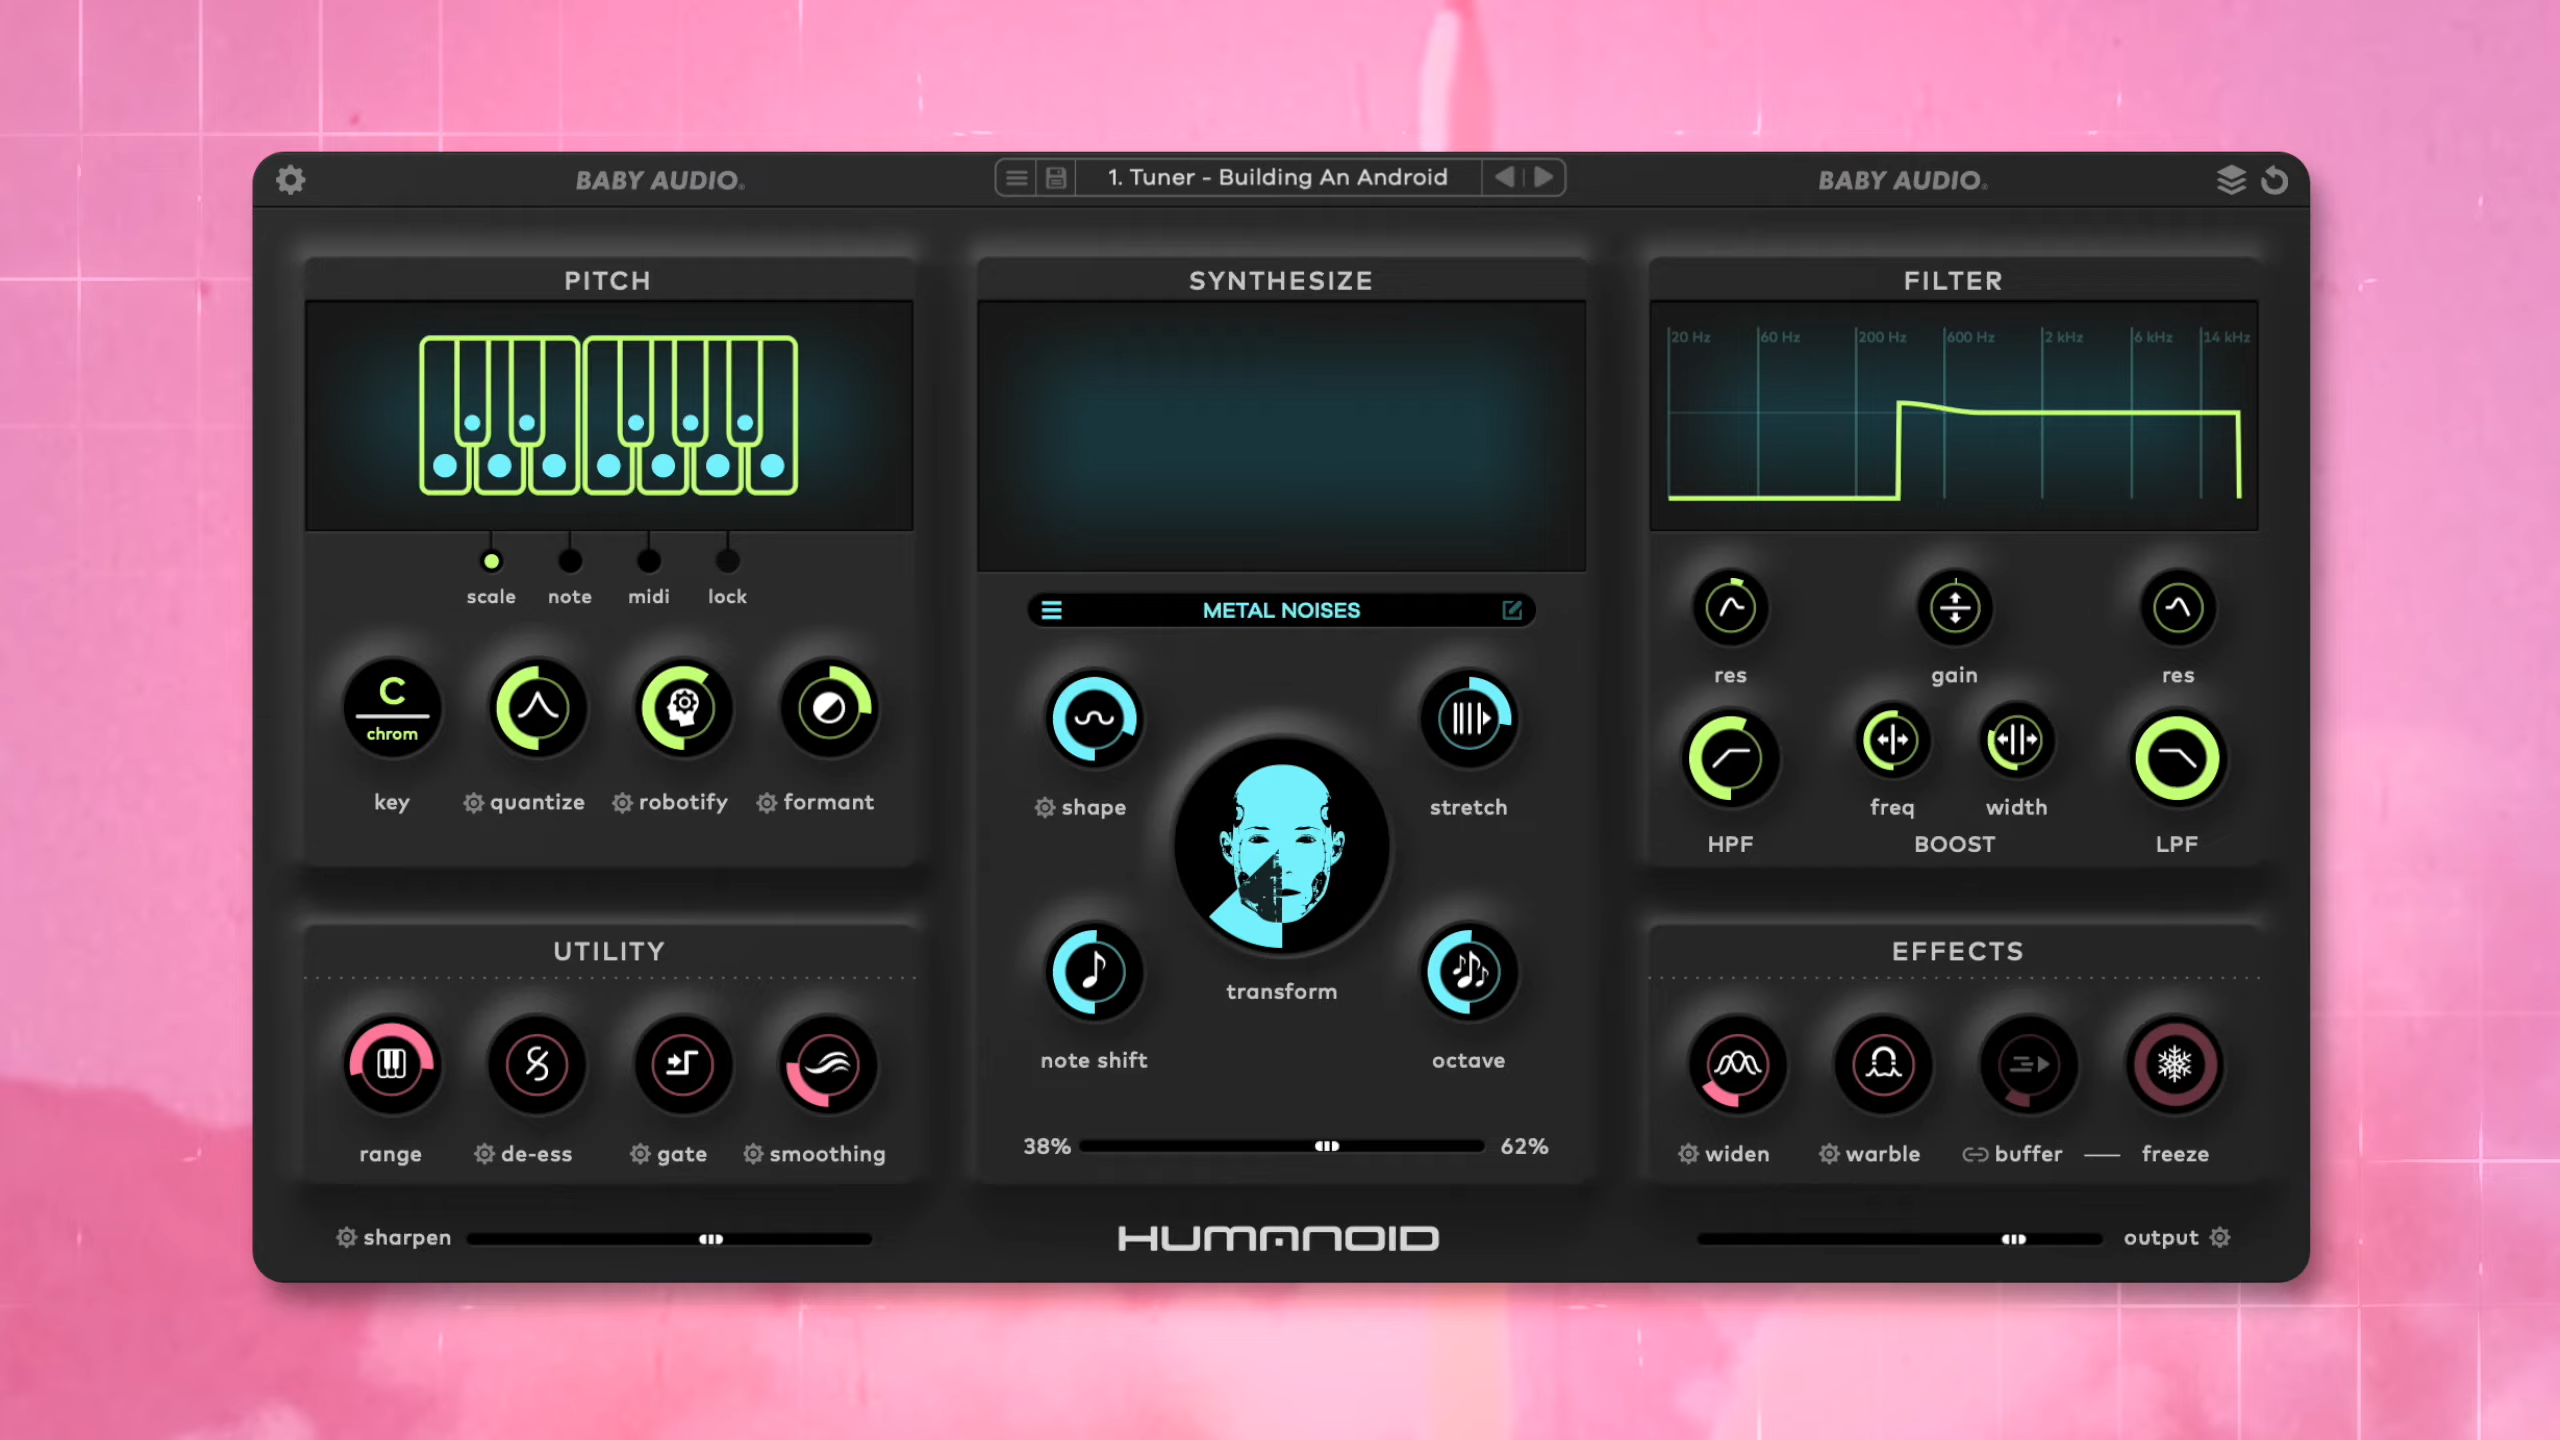 BABY AUDIO®
1. Tuner - Building An Android
BABY AUDIO®
PITCH
scale note midi lock
C
chrom
key quantize robotify formant
UTILITY
range de-ess gate smoothing
sharpen
SYNTHESIZE
METAL NOISES
shape stretch
transform
note shift octave
38% 62%
HUMANOID
FILTER
20 Hz 60 Hz 200 Hz 600 Hz 2 kHz 6 kHz 14 kHz
res gain res
freq width
HPF BOOST LPF
EFFECTS
widen warble buffer freeze
output